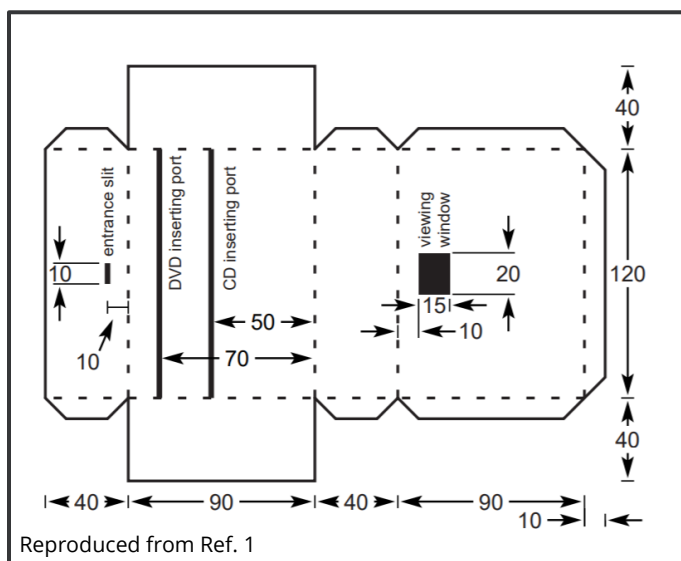 40
entrance slit
DVD inserting port
CD inserting port
viewing
window
10
120
20
15
50
10
10
70
40
40
90
40
90
10
Reproduced from Ref. 1